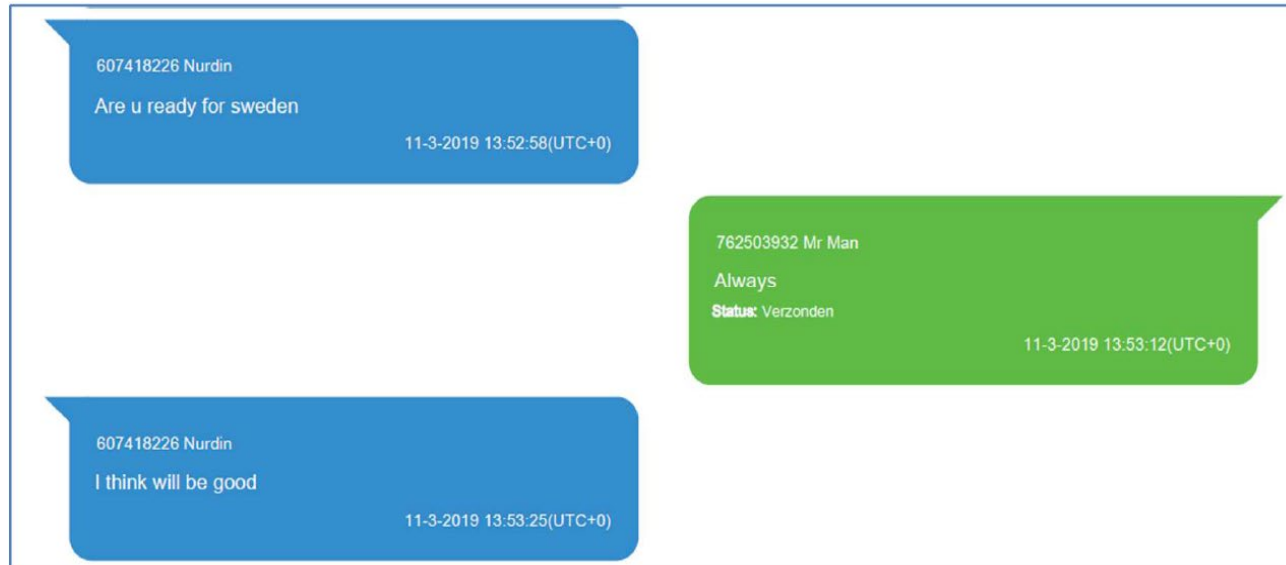 607418226 Nurdin
Are u ready for sweden
11-3-2019 13:52:58(UTC+0)
762503932 Mr Man
Always
Status: Verzonden
11-3-2019 13:53:12(UTC+0)
607418226 Nurdin
I think will be good
11-3-2019 13:53:25(UTC+0)